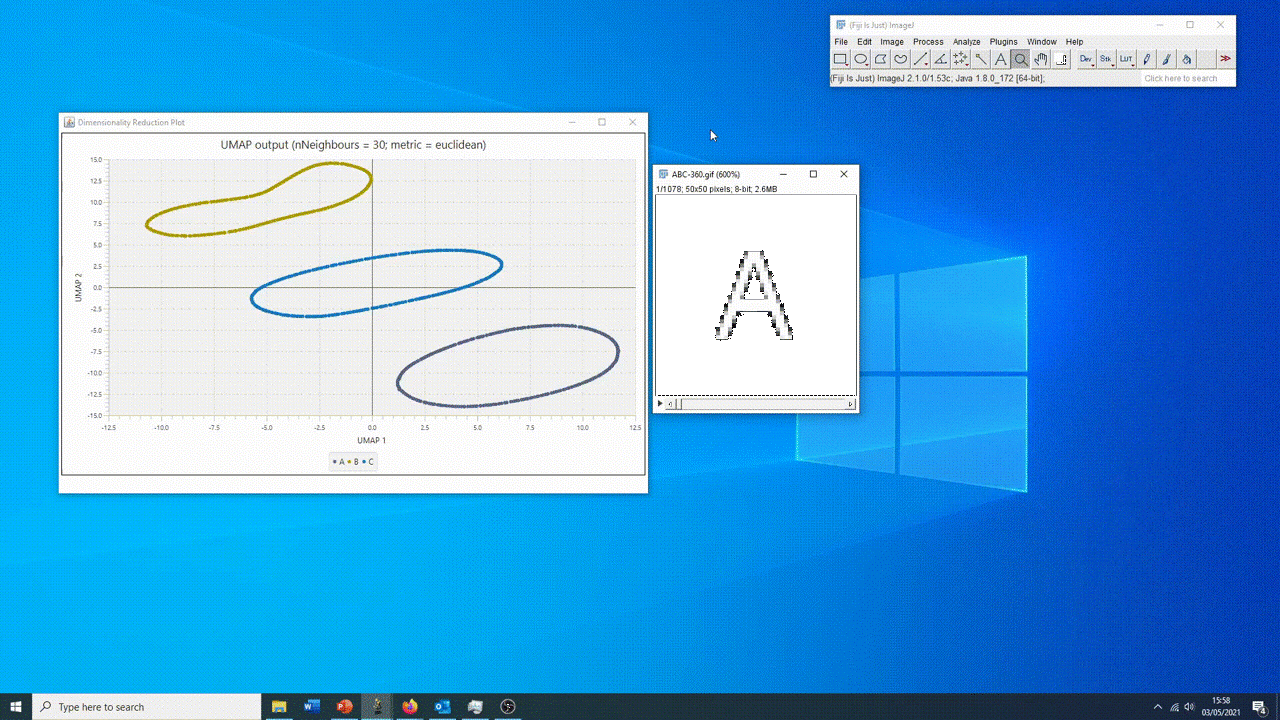 (Fiji Is Just) ImageJ
File Edit Image Process Analyze Plugins Window Help
A Dev Stk LUT
(Fiji Is Just) ImageJ 2.1.0/1.53c; Java 1.8.0_172 [64-bit];
Click here to search
Dimensionality Reduction Plot
UMAP output (nNeighbours = 30; metric = euclidean)
15.0
12.5
10.0
7.5
5.0
2.5
0.0
-2.5
-5.0
-7.5
-10.0
-12.5
-15.0
UMAP 2
-12.5 -10.0 -7.5 -5.0 -2.5 0.0 2.5 5.0 7.5 10.0 12.5
UMAP 1
A B C
ABC-360.gif (600%)
1/1078; 50x50 pixels; 8-bit; 2.6MB
A
Type here to search
15:58
03/05/2021